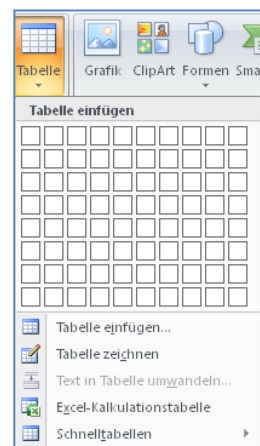 Tabelle Grafik ClipArt Formen Sma
Tabelle einfügen
Tabelle einfügen...
Tabelle zeichnen
Text in Tabelle umwandeln...
Excel-Kalkulationstabelle
Schnelltabellen